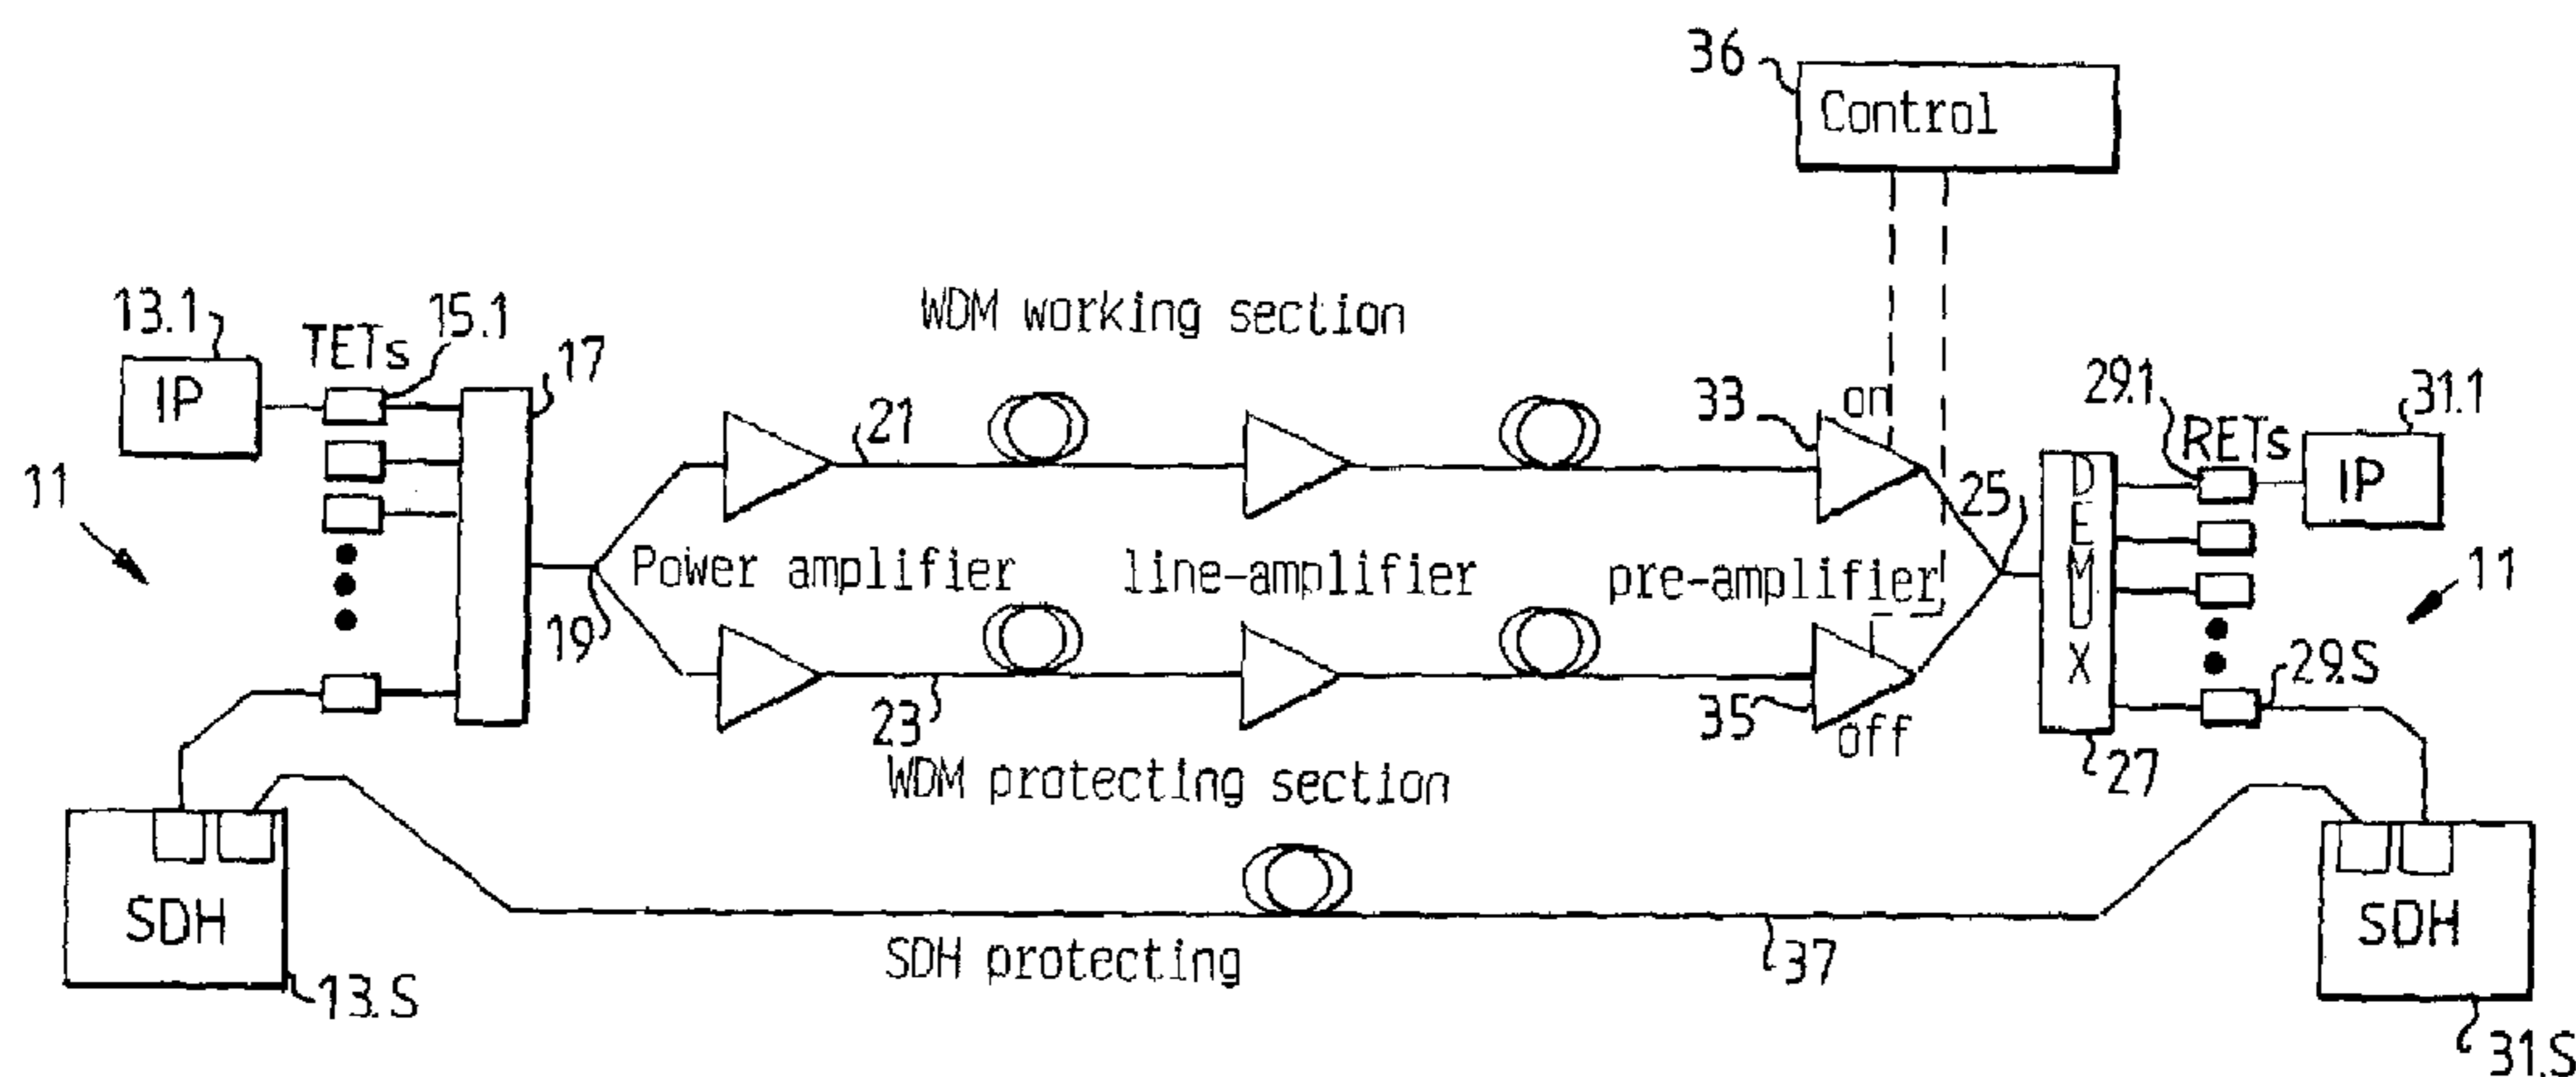 36
Control
13.1
TETs
15.1
17
WDM working section
IP
21
33
on
29.1
RETs
31.1
IP
11
25
DEMUX
11
Power amplifier
line-amplifier
pre-amplifier
19
23
35
off
29.S
27
WDM protecting section
SDH
13.S
SDH protecting
37
SDH
31.S